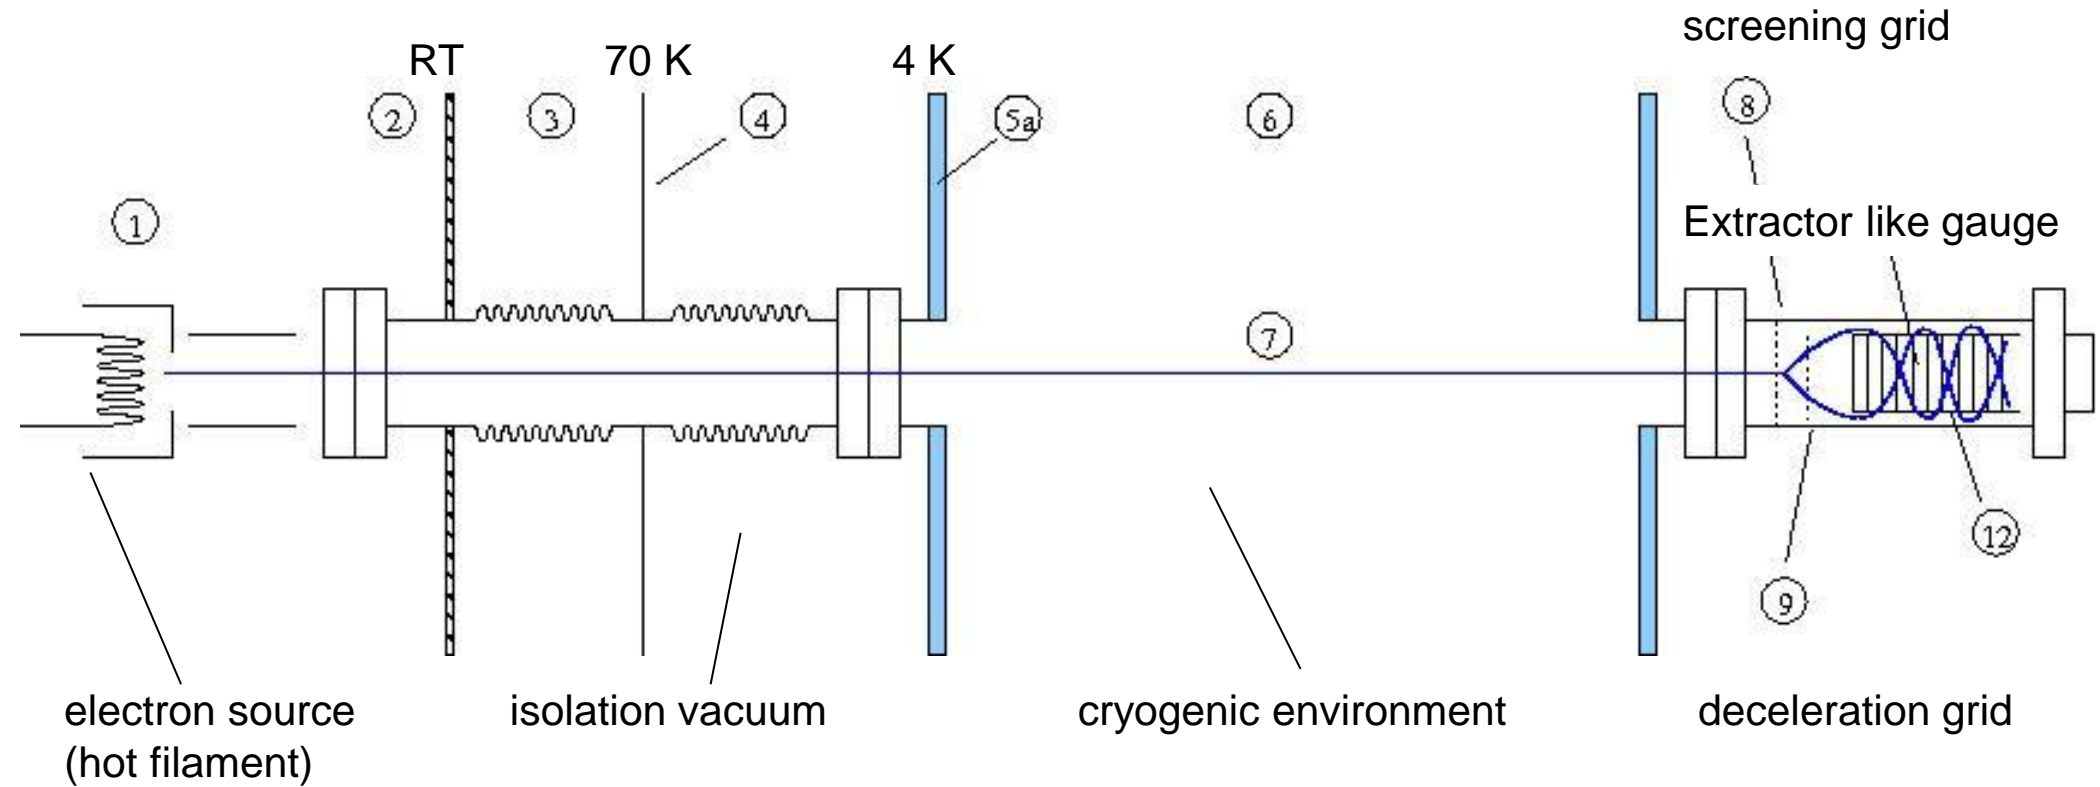 screening grid
RT
70 K
4 K
8
2
3
4
5a
6
1
Extractor like gauge
7
12
9
electron source
(hot filament)
isolation vacuum
cryogenic environment
deceleration grid